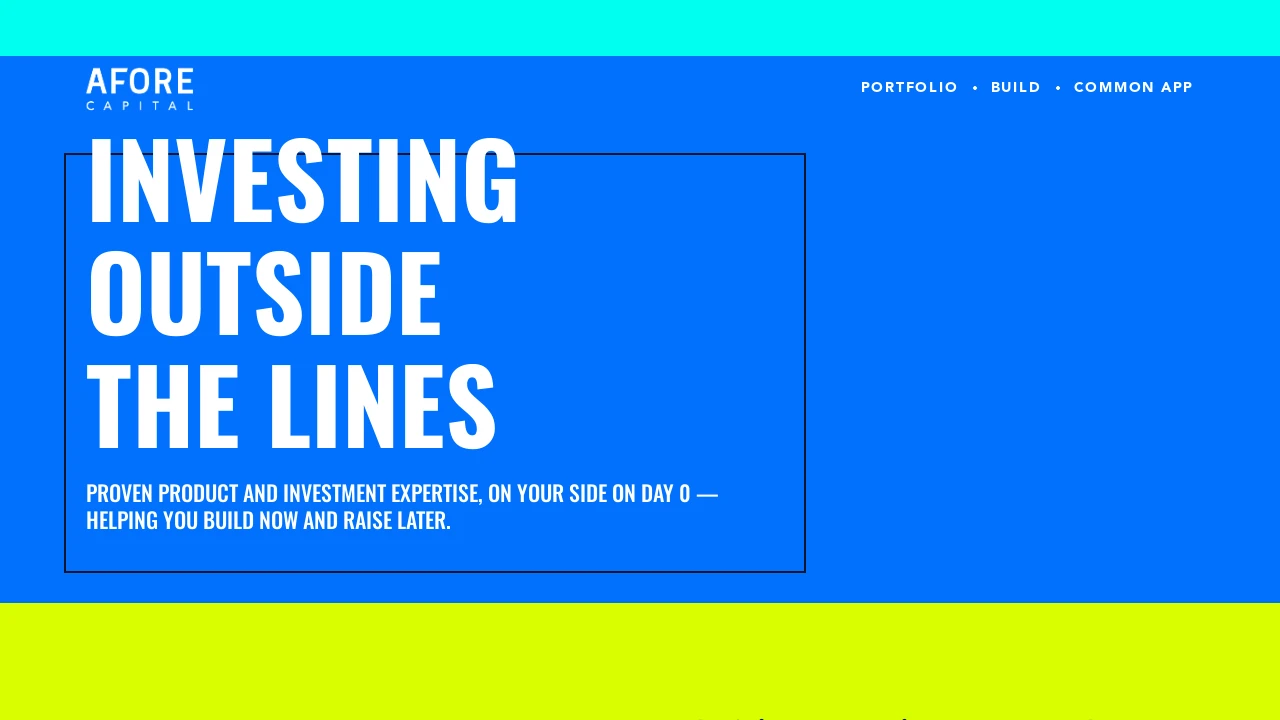 AFORE
CAPITAL
PORTFOLIO • BUILD • COMMON APP
INVESTING
OUTSIDE
THE LINES
PROVEN PRODUCT AND INVESTMENT EXPERTISE, ON YOUR SIDE ON DAY 0 —
HELPING YOU BUILD NOW AND RAISE LATER.